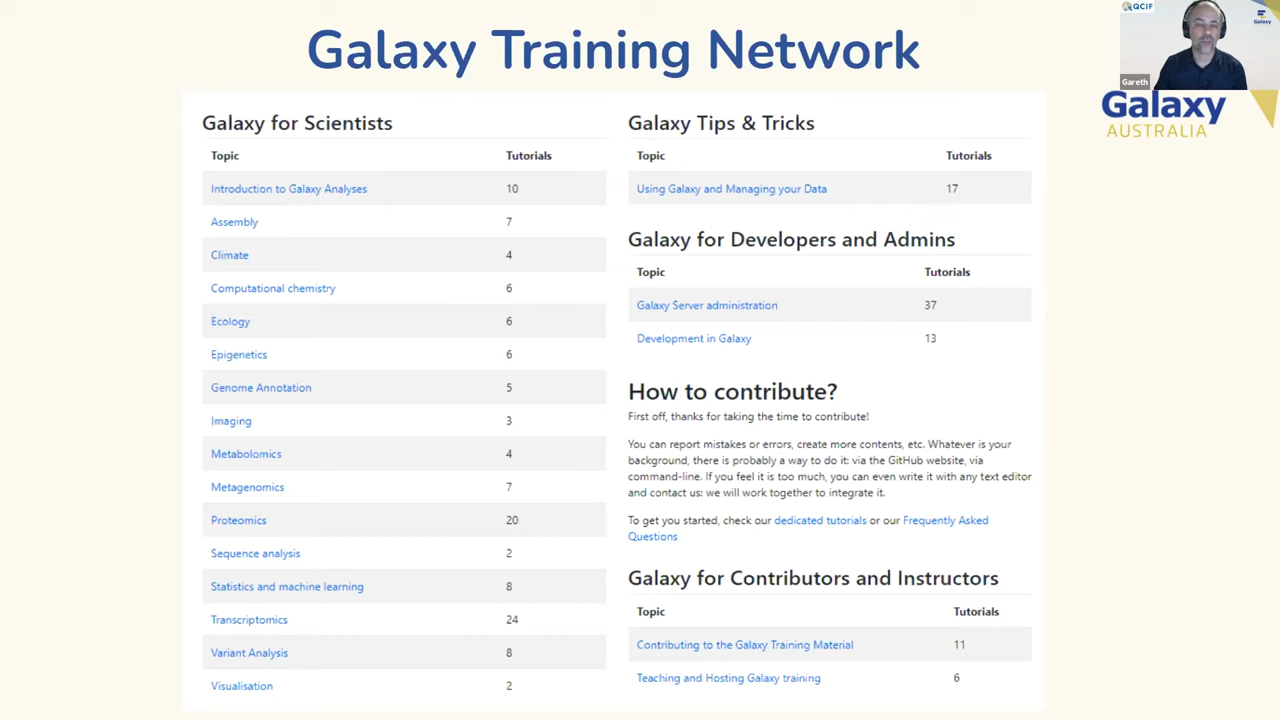 Galaxy Training Network
QCIF
Galaxy
Gareth
Galaxy
AUSTRALIA
Galaxy for Scientists
Topic Tutorials
Introduction to Galaxy Analyses 10
Assembly 7
Climate 4
Computational chemistry 6
Ecology 6
Epigenetics 6
Genome Annotation 5
Imaging 3
Metabolomics 4
Metagenomics 7
Proteomics 20
Sequence analysis 2
Statistics and machine learning 8
Transcriptomics 24
Variant Analysis 8
Visualisation 2
Galaxy Tips & Tricks
Topic Tutorials
Using Galaxy and Managing your Data 17
Galaxy for Developers and Admins
Topic Tutorials
Galaxy Server administration 37
Development in Galaxy 13
How to contribute?
First off, thanks for taking the time to contribute!
You can report mistakes or errors, create more contents, etc. Whatever is your
background, there is probably a way to do it: via the GitHub website, via
command-line. If you feel it is too much, you can even write it with any text editor
and contact us: we will work together to integrate it.
To get you started, check our dedicated tutorials or our Frequently Asked
Questions
Galaxy for Contributors and Instructors
Topic Tutorials
Contributing to the Galaxy Training Material 11
Teaching and Hosting Galaxy training 6